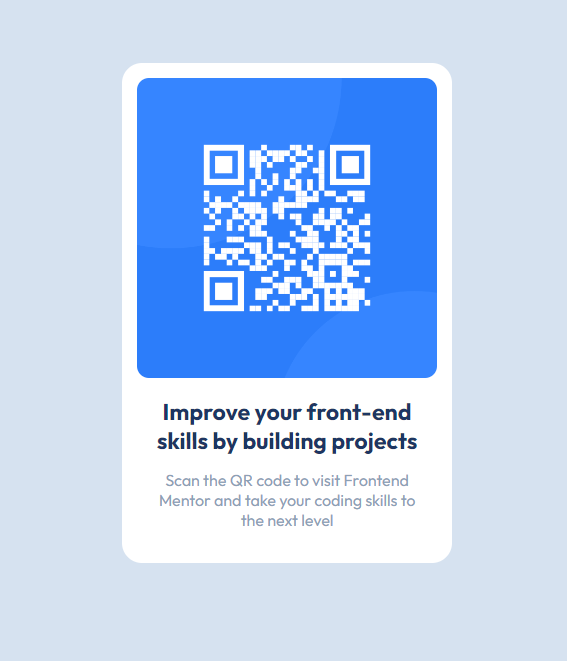 Improve your front-end
skills by building projects
Scan the QR code to visit Frontend
Mentor and take your coding skills to
the next level